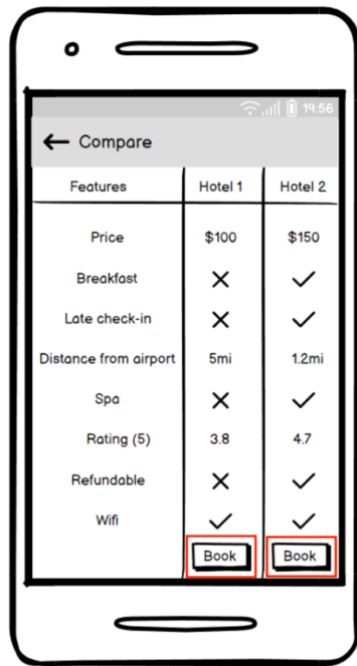 19:56
Compare
Features Hotel 1 Hotel 2
Price $100 $150
Breakfast
Late check-in
Distance from airport 5mi 1.2mi
Spa
Rating (5) 3.8 4.7
Refundable
Wifi
Book Book